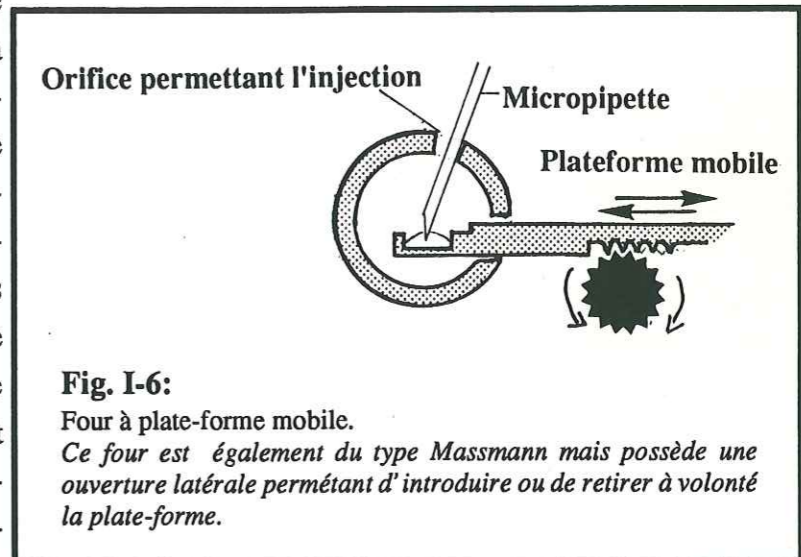 Orifice permettant l'injection
Micropipette
Plateforme mobile
Fig. I-6:
Four à plate-forme mobile.
Ce four est également du type Massmann mais possède une
ouverture latérale permétant d'introduire ou de retirer à volonté
la plate-forme.